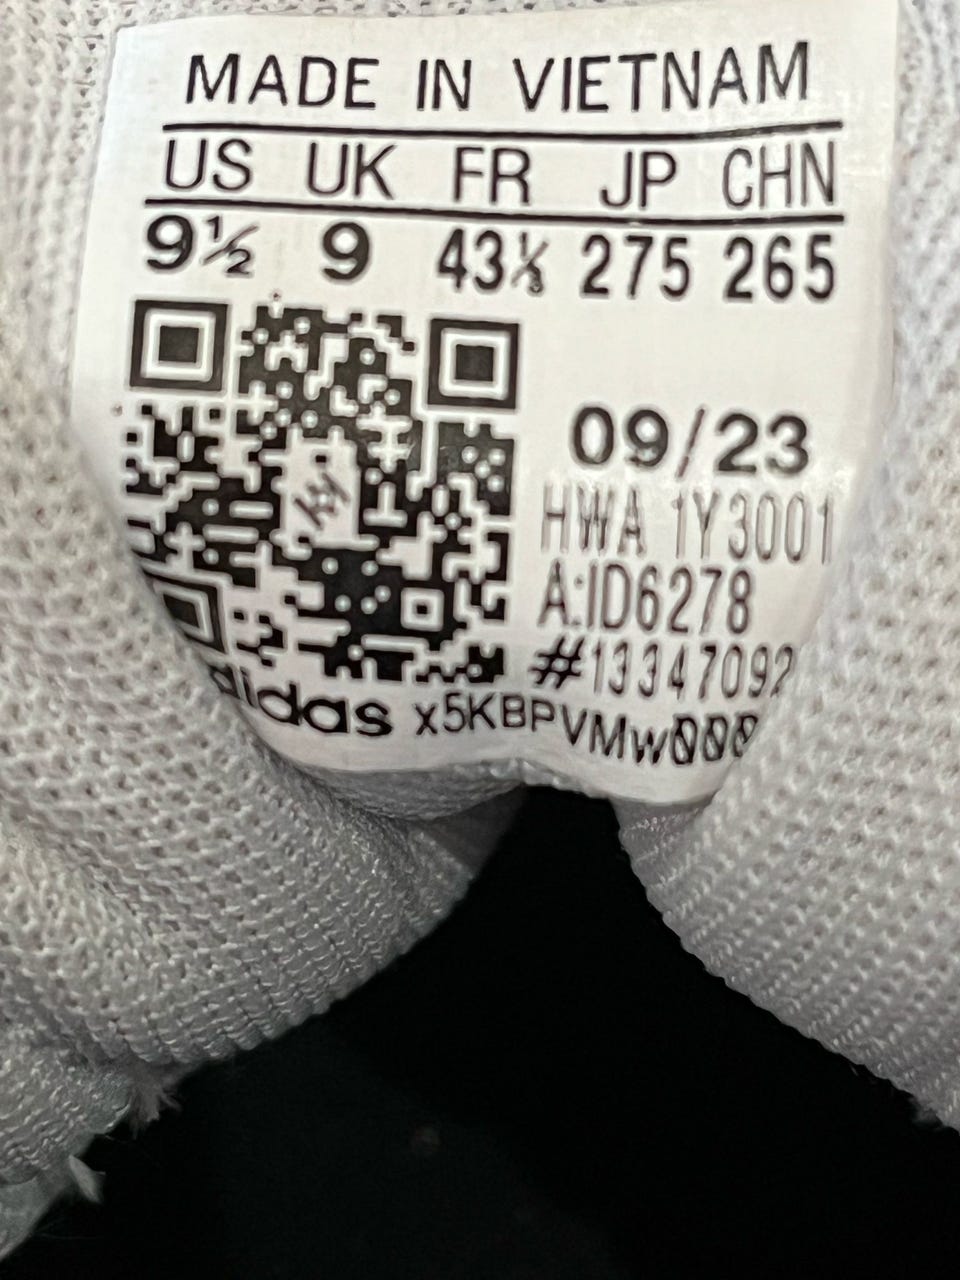 MADE IN VIETNAM
US UK FR JP CHN
9½ 9 43⅓ 275 265
09/23
HWA 1Y3001
A:ID6278
#13347092
adidas x5KBPVMw000